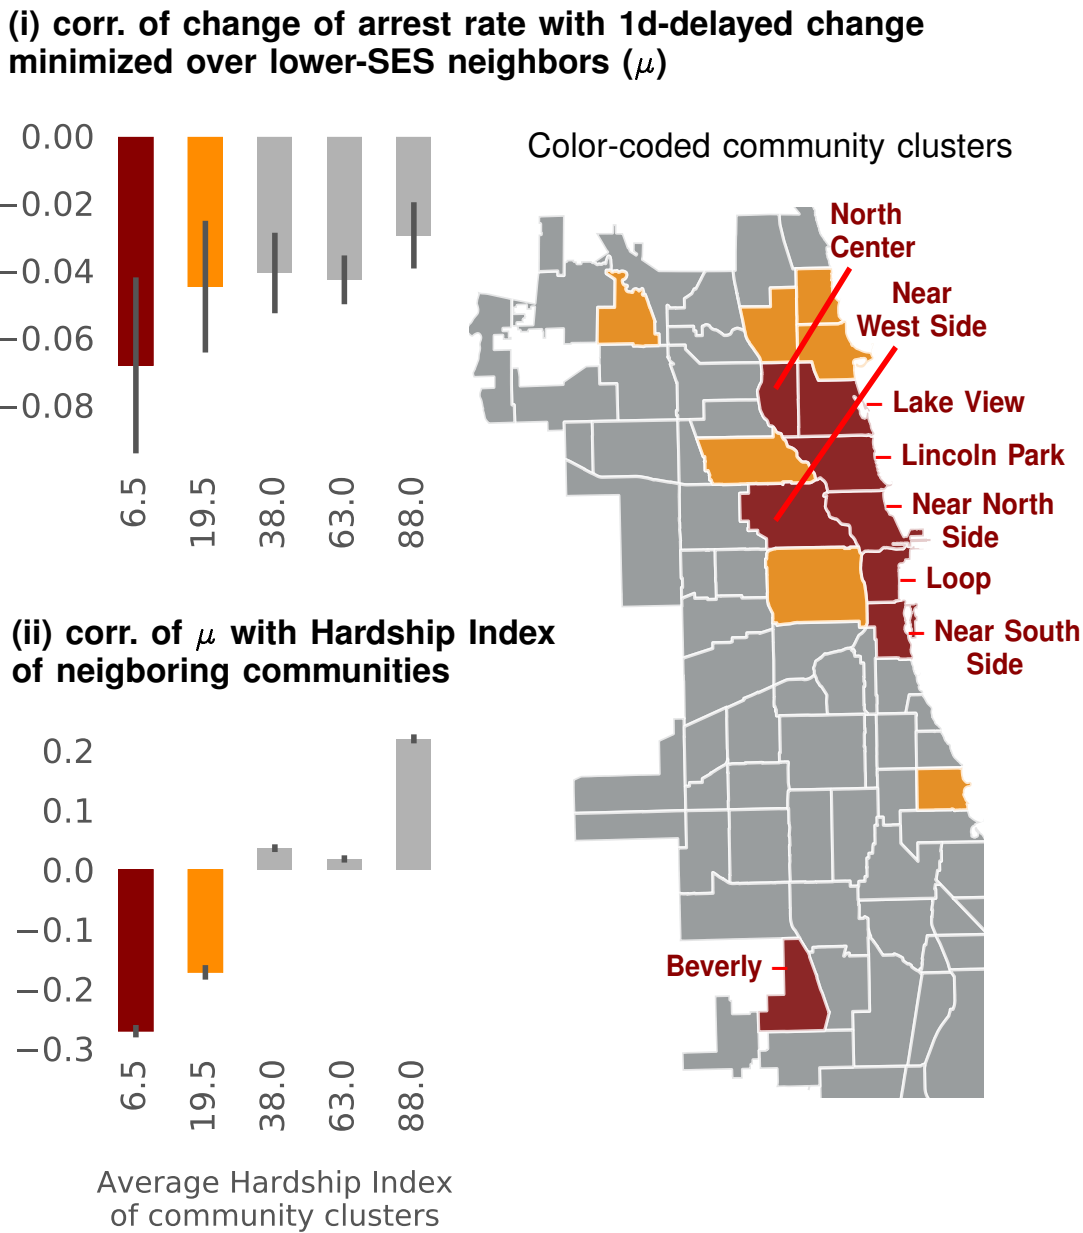 (i) corr. of change of arrest rate with 1d-delayed change
minimized over lower-SES neighbors (μ)
0.00
−0.02
−0.04
−0.06
−0.08
6.5
19.5
38.0
63.0
88.0
Color-coded community clusters
North
Center
Near
West Side
Lake View
Lincoln Park
Near North
Side
Loop
Near South
Side
Beverly
(ii) corr. of μ with Hardship Index
of neigboring communities
0.2
0.1
0.0
−0.1
−0.2
−0.3
6.5
19.5
38.0
63.0
88.0
Average Hardship Index
of community clusters